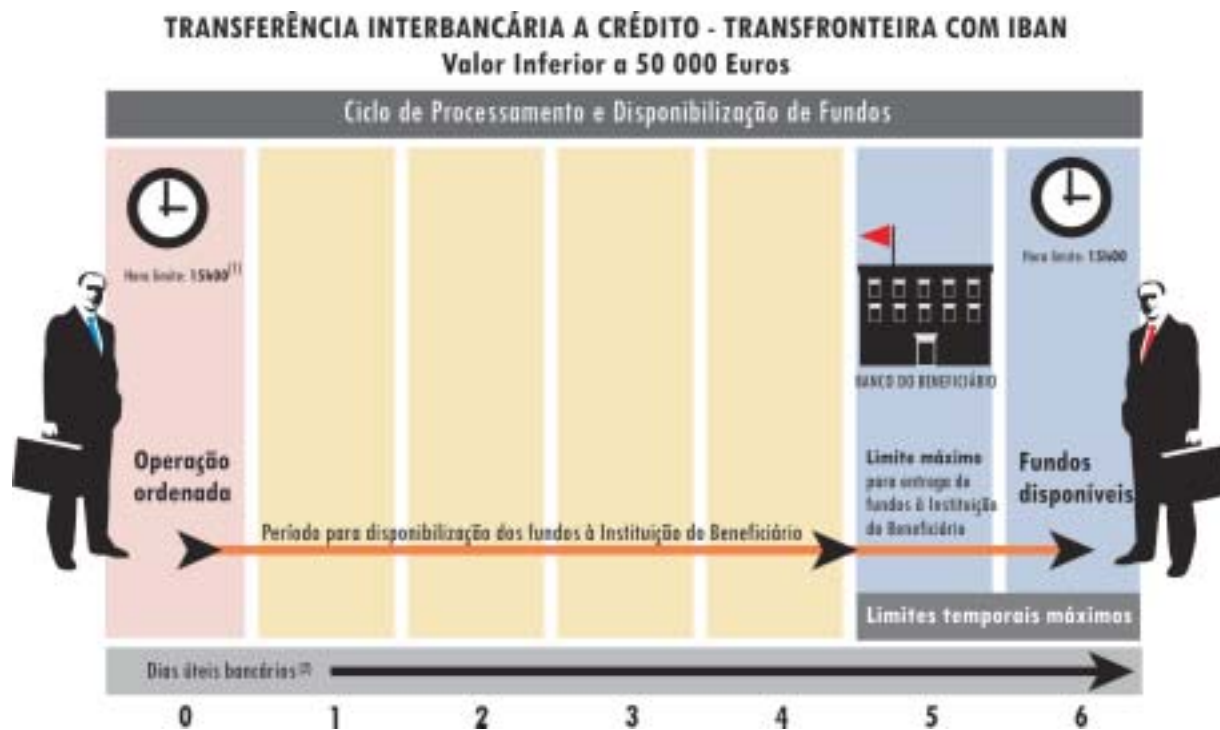 TRANSFERÊNCIA INTERBANCÁRIA A CRÉDITO - TRANSFRONTEIRA COM IBAN
Valor Inferior a 50 000 Euros
Ciclo de Processamento e Disponibilização de Fundos
Hora limite: 15h00(1)
Hora limite: 15h00
BANCO DO BENEFICIÁRIO
Operação
ordenada
Limite máximo
para entrega de
fundos à Instituição
do Beneficiário
Fundos
disponíveis
Período para disponibilização dos fundos à Instituição do Beneficiário
Limites temporais máximos
Dias úteis bancários(2)
0 1 2 3 4 5 6